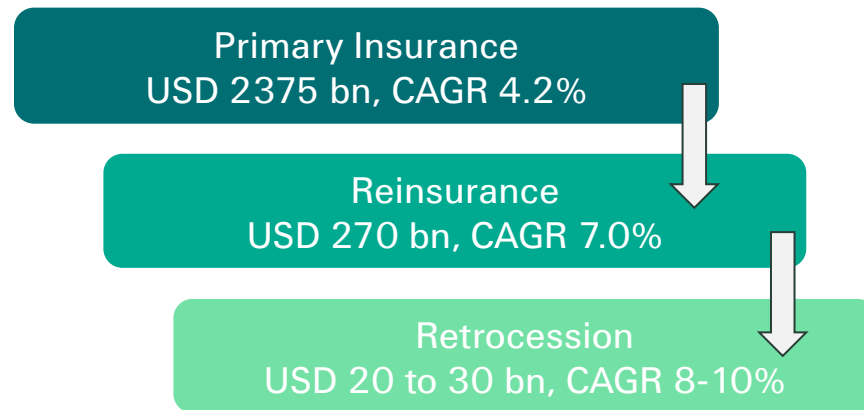 Primary Insurance
USD 2375 bn, CAGR 4.2%
Reinsurance
USD 270 bn, CAGR 7.0%
Retrocession
USD 20 to 30 bn, CAGR 8-10%